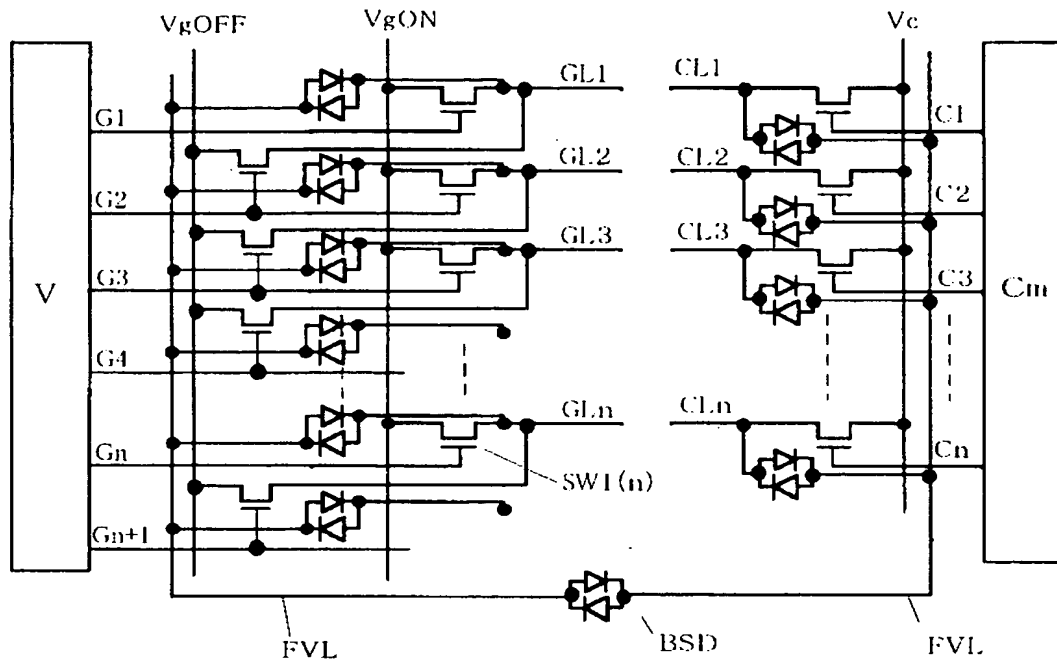 VgOFF VgON Vc
GL1 CL1
G1 C1
GL2 CL2
G2 C2
GL3 CL3
G3 C3
V Cm
G4
GLn CLn
Gn Cn
SW1(n)
Gn+1
FVL BSD FVL